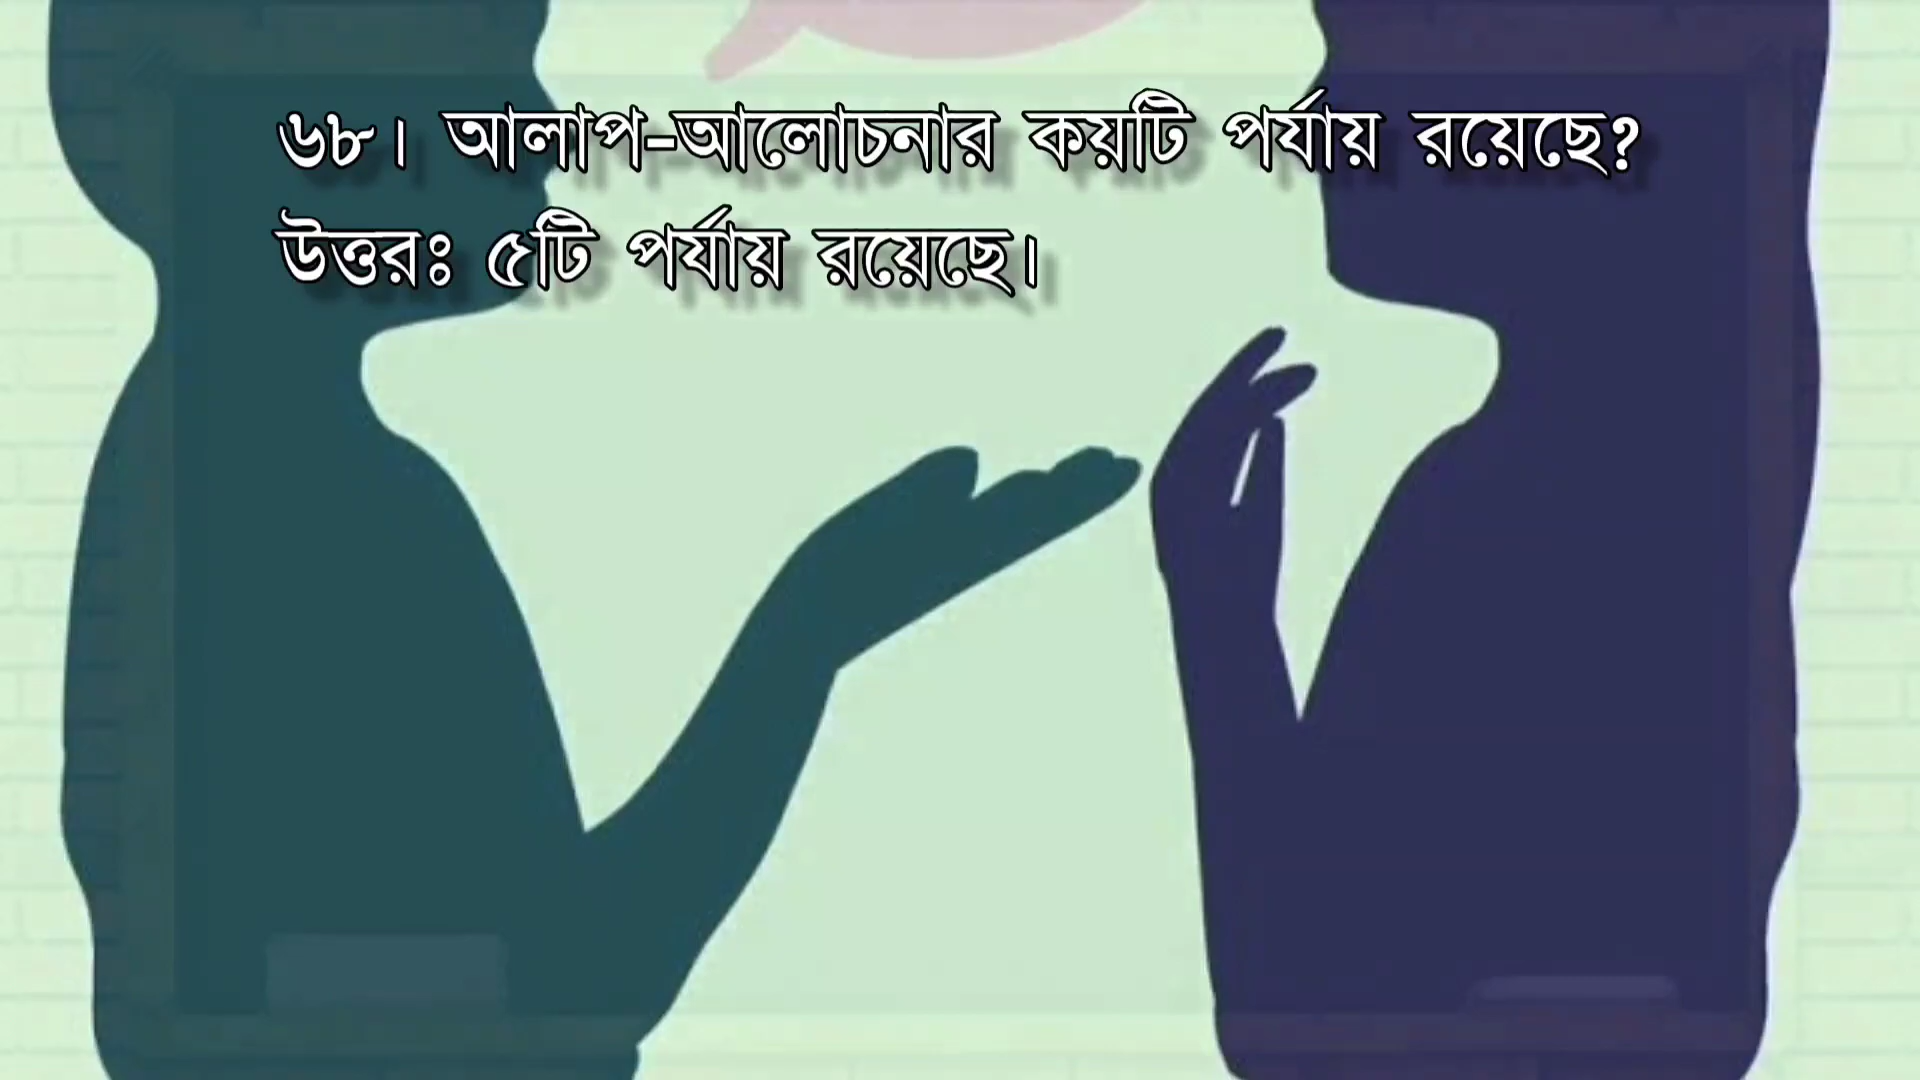 ৬৮। আলাপ-আলোচনার কয়টি পর্যায় রয়েছে?
উত্তরঃ ৫টি পর্যায় রয়েছে।